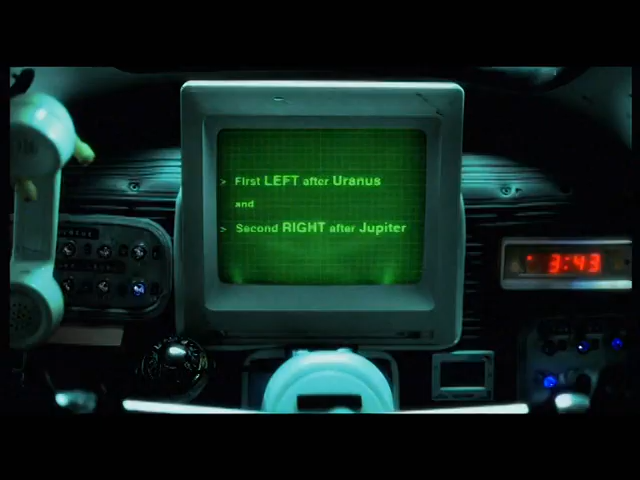 > First LEFT after Uranus
and
> Second RIGHT after Jupiter
3:43